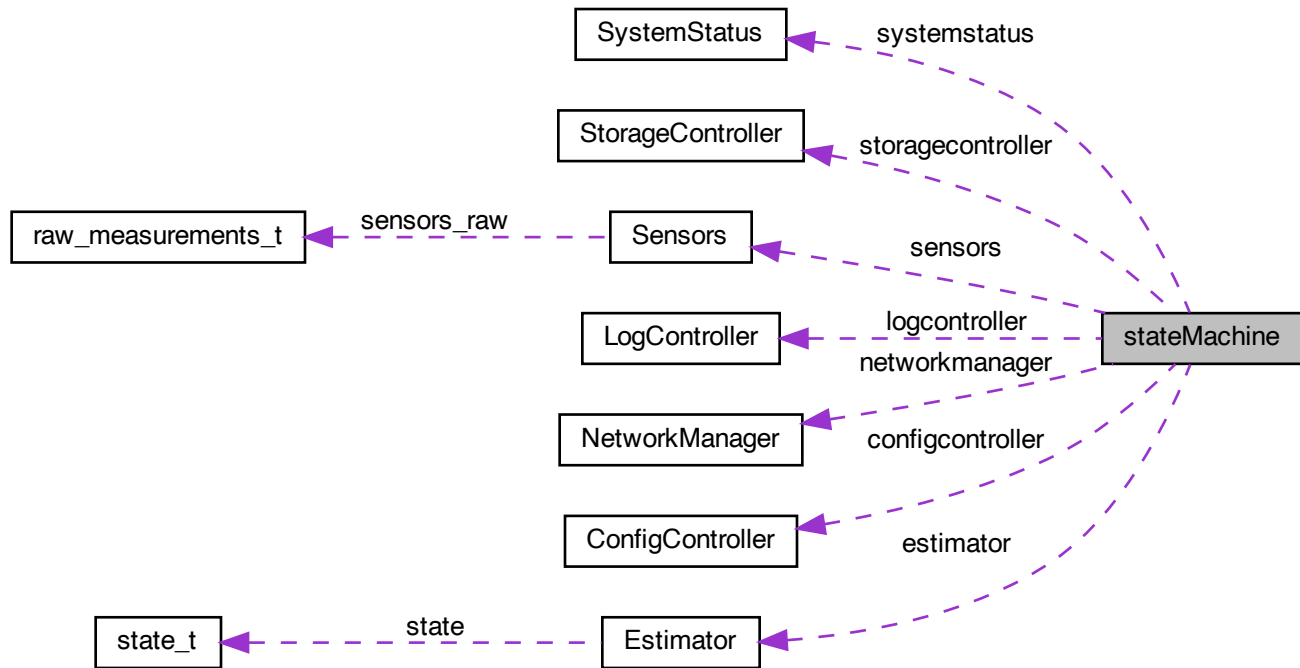 SystemStatus
systemstatus
StorageController
storagecontroller
raw_measurements_t
sensors_raw
Sensors
sensors
LogController
logcontroller
stateMachine
networkmanager
NetworkManager
configcontroller
ConfigController
estimator
state_t
state
Estimator